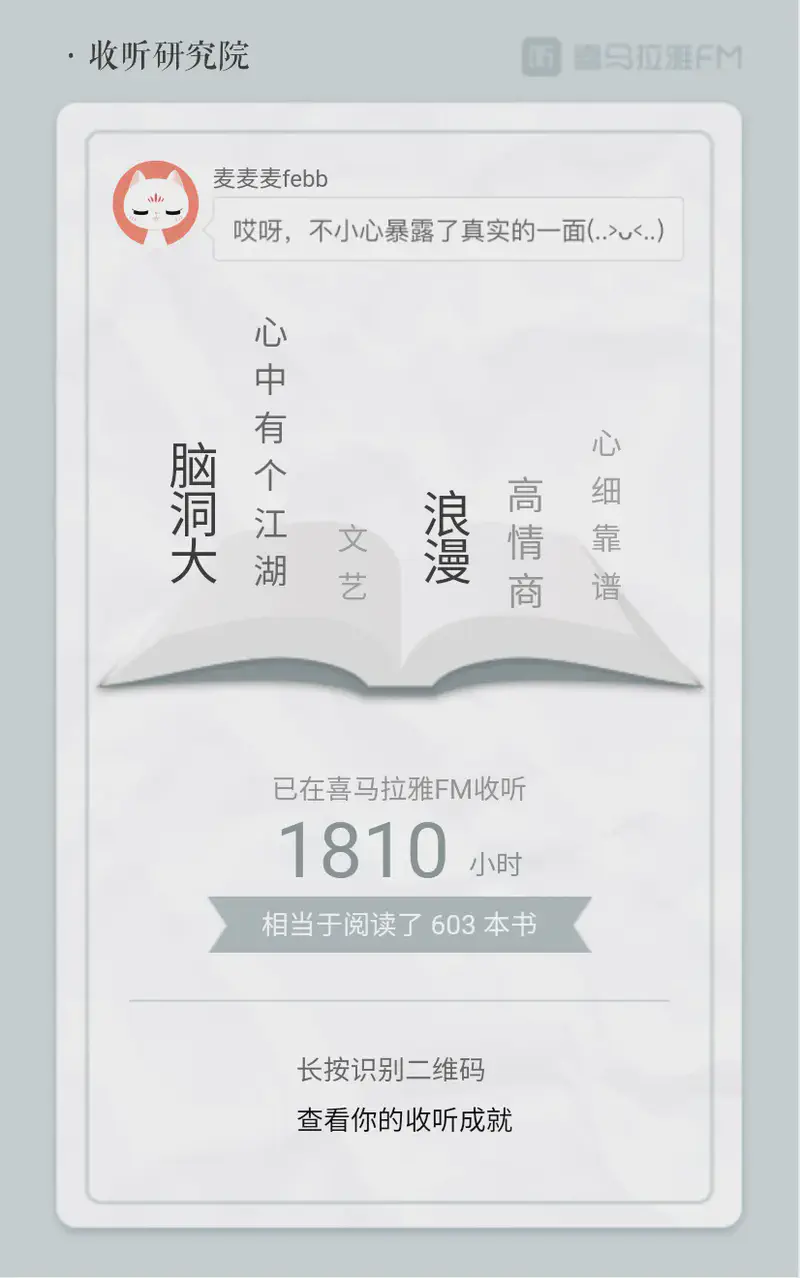 · 收听研究院
听 喜马拉雅FM
麦麦麦febb
哎呀，不小心暴露了真实的一面(..>ᴗ<..)
脑洞大
心中有个江湖
文艺
浪漫
高情商
心细靠谱
已在喜马拉雅FM收听
1810 小时
相当于阅读了 603 本书
长按识别二维码
查看你的收听成就